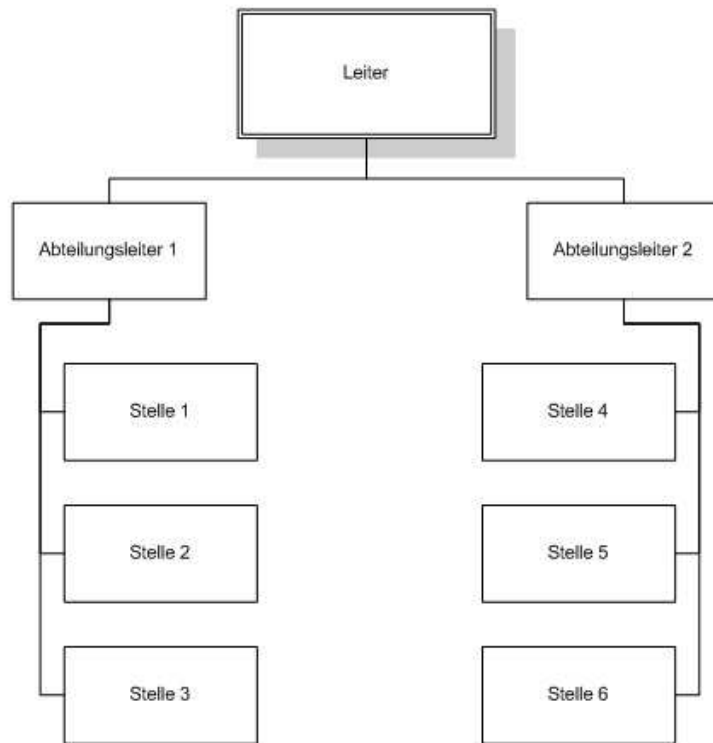 Leiter
Abteilungsleiter 1
Abteilungsleiter 2
Stelle 1
Stelle 4
Stelle 2
Stelle 5
Stelle 3
Stelle 6